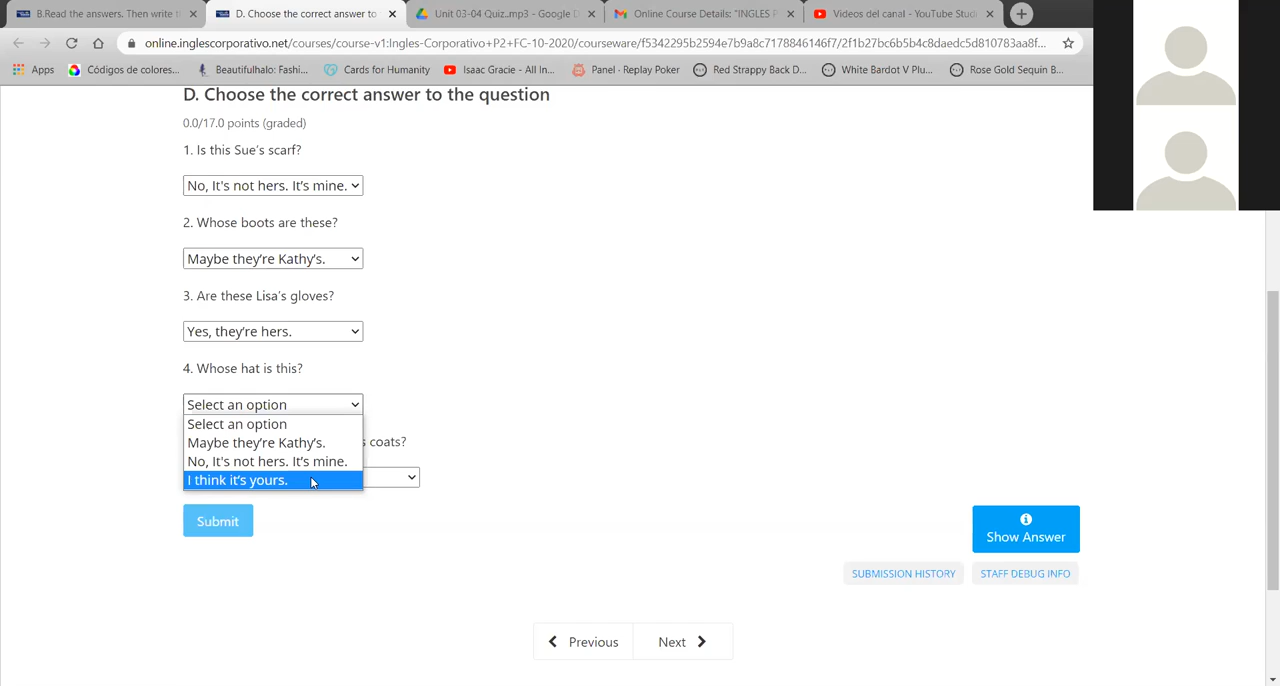 B.Read the answers. Then write t
D. Choose the correct answer to
Unit 03-04 Quiz..mp3 - Google D
Online Course Details: "INGLES P
Videos del canal - YouTube Stud
online.inglescorporativo.net/courses/course-v1:Ingles-Corporativo+P2+FC-10-2020/courseware/f5342295b2594e7b9a8c7178846146f7/2f1b27bc6b5b4c8daedc5d810783aa8f...
Apps
Códigos de colores...
Beautifulhalo: Fashi...
Cards for Humanity
Isaac Gracie - All In...
Panel · Replay Poker
Red Strappy Back D...
White Bardot V Plu...
Rose Gold Sequin B...
D. Choose the correct answer to the question
0.0/17.0 points (graded)
1. Is this Sue's scarf?
No, It's not hers. It's mine.
2. Whose boots are these?
Maybe they're Kathy's.
3. Are these Lisa's gloves?
Yes, they're hers.
4. Whose hat is this?
Select an option
Select an option
Maybe they're Kathy's.
s coats?
No, It's not hers. It's mine.
I think it's yours.
Submit
Show Answer
SUBMISSION HISTORY
STAFF DEBUG INFO
Previous
Next